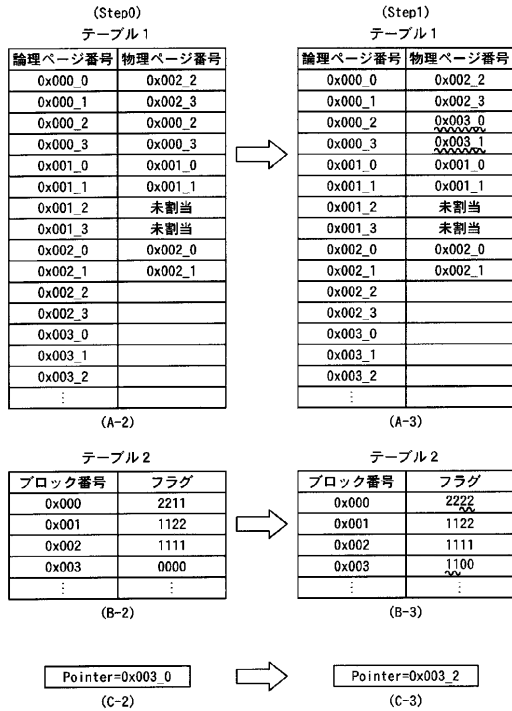 (Step0)
テーブル1
論理ページ番号 物理ページ番号
0x000_0 0x002_2
0x000_1 0x002_3
0x000_2 0x000_2
0x000_3 0x000_3
0x001_0 0x001_0
0x001_1 0x001_1
0x001_2 未割当
0x001_3 未割当
0x002_0 0x002_0
0x002_1 0x002_1
0x002_2
0x002_3
0x003_0
0x003_1
0x003_2
⋮
(A-2)
(Step1)
テーブル1
論理ページ番号 物理ページ番号
0x000_0 0x002_2
0x000_1 0x002_3
0x000_2 0x003_0
0x000_3 0x003_1
0x001_0 0x001_0
0x001_1 0x001_1
0x001_2 未割当
0x001_3 未割当
0x002_0 0x002_0
0x002_1 0x002_1
0x002_2
0x002_3
0x003_0
0x003_1
0x003_2
⋮
(A-3)
テーブル2
ブロック番号 フラグ
0x000 2211
0x001 1122
0x002 1111
0x003 0000
⋮ ⋮
(B-2)
テーブル2
ブロック番号 フラグ
0x000 2222
0x001 1122
0x002 1111
0x003 1100
⋮ ⋮
(B-3)
Pointer=0x003_0
(C-2)
Pointer=0x003_2
(C-3)